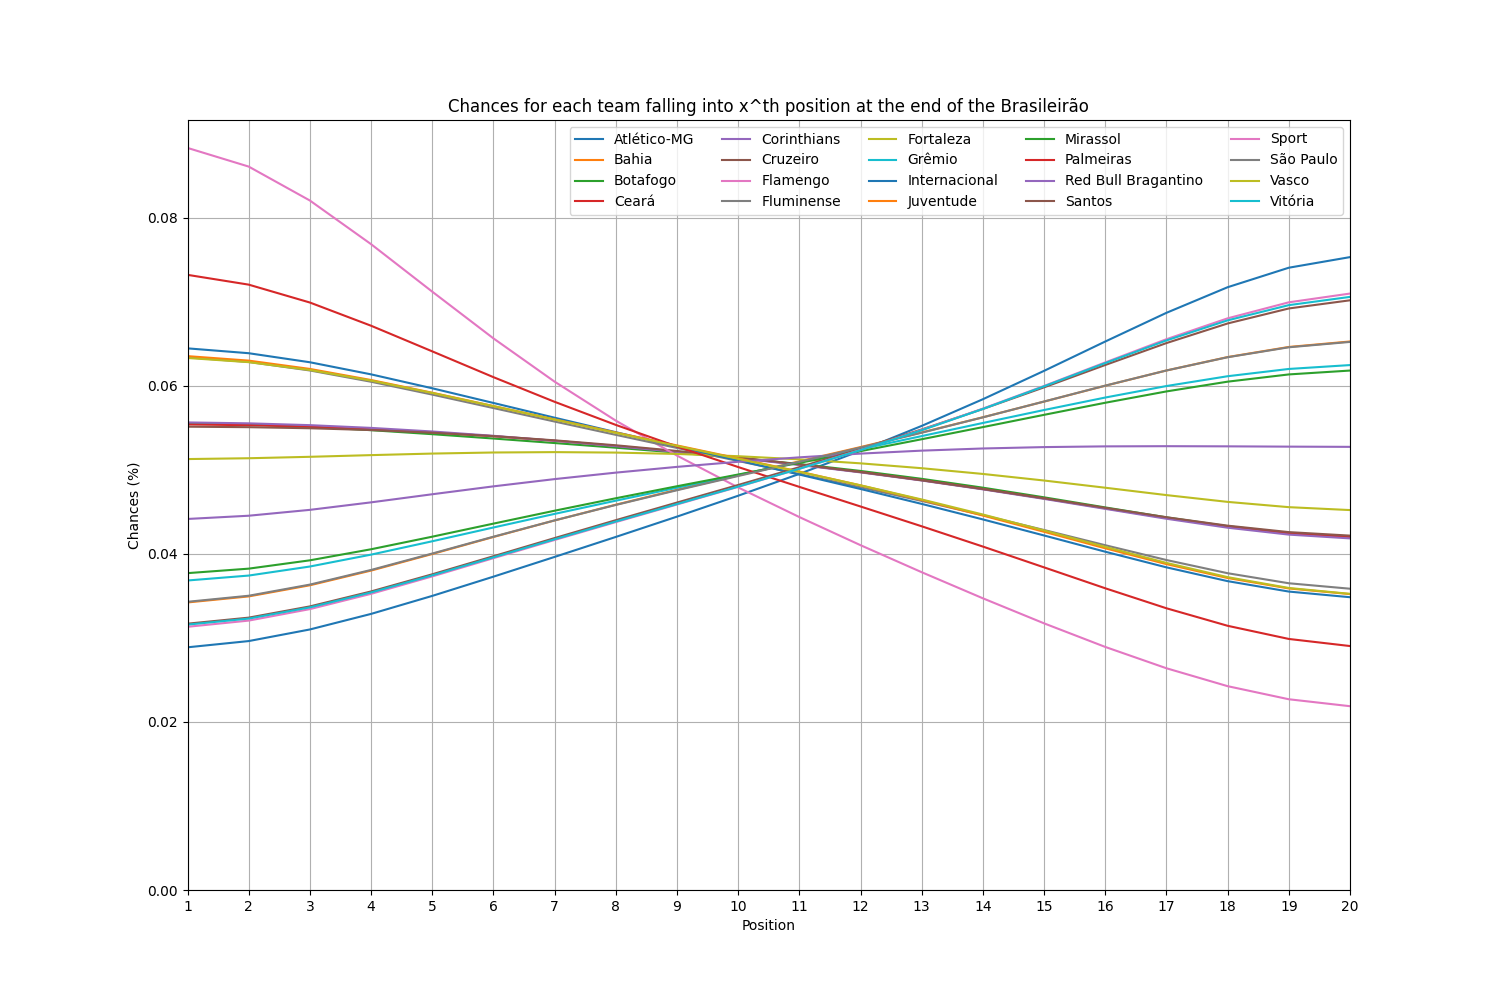 Chances for each team falling into x^th position at the end of the Brasileirão
Atlético-MG Corinthians Fortaleza Mirassol Sport
Bahia Cruzeiro Grêmio Palmeiras São Paulo
Botafogo Flamengo Internacional Red Bull Bragantino Vasco
Ceará Fluminense Juventude Santos Vitória
0.08
0.06
0.04
0.02
0.00
Chances (%)
1 2 3 4 5 6 7 8 9 10 11 12 13 14 15 16 17 18 19 20
Position